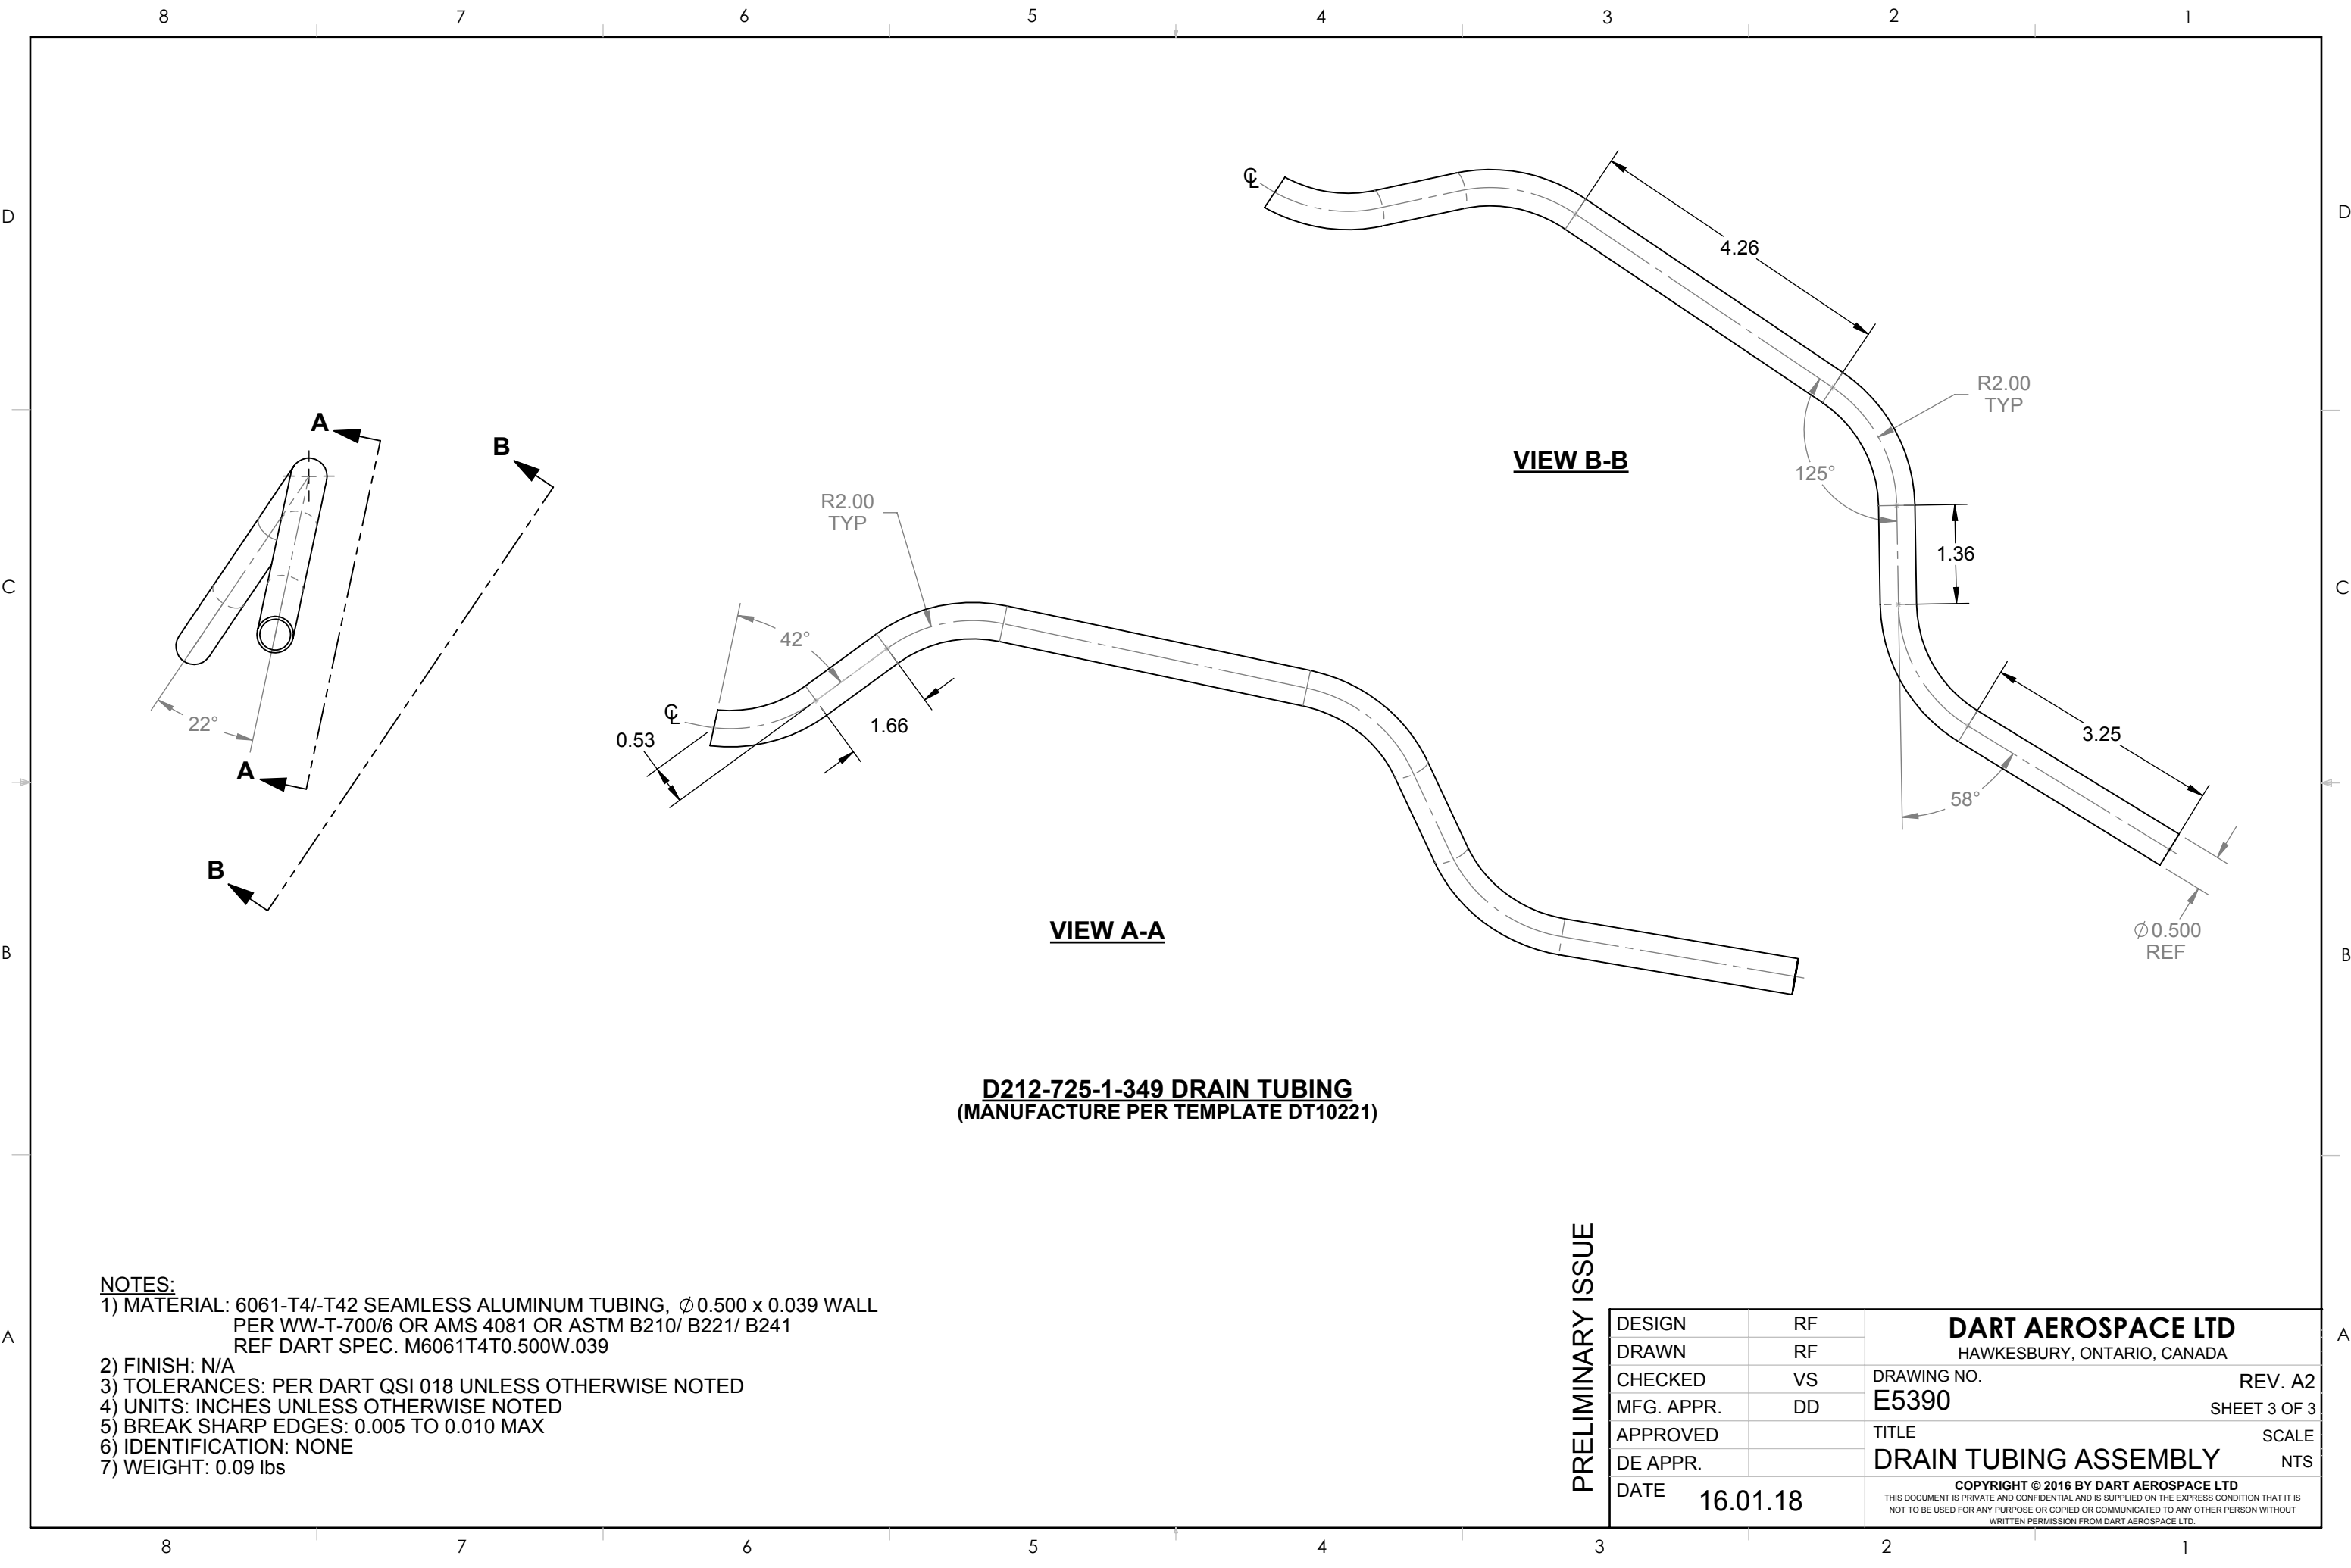 8 7 6 5 4 3 2 1
D
D
℄
4.26
R2.00
TYP
A
B
VIEW B-B
125°
R2.00
TYP
1.36
C
C
42°
℄
1.66
0.53
22°
3.25
A
58°
B
VIEW A-A
∅0.500
REF
B
B
D212-725-1-349 DRAIN TUBING
(MANUFACTURE PER TEMPLATE DT10221)
NOTES:
1) MATERIAL: 6061-T4/-T42 SEAMLESS ALUMINUM TUBING, ∅0.500 x 0.039 WALL
PER WW-T-700/6 OR AMS 4081 OR ASTM B210/ B221/ B241
REF DART SPEC. M6061T4T0.500W.039
2) FINISH: N/A
3) TOLERANCES: PER DART QSI 018 UNLESS OTHERWISE NOTED
4) UNITS: INCHES UNLESS OTHERWISE NOTED
5) BREAK SHARP EDGES: 0.005 TO 0.010 MAX
6) IDENTIFICATION: NONE
7) WEIGHT: 0.09 lbs
A
A
PRELIMINARY ISSUE
DESIGN RF
DRAWN RF
CHECKED VS
MFG. APPR. DD
APPROVED
DE APPR.
DATE 16.01.18
DART AEROSPACE LTD
HAWKESBURY, ONTARIO, CANADA
DRAWING NO. REV. A2
E5390 SHEET 3 OF 3
TITLE SCALE
DRAIN TUBING ASSEMBLY NTS
COPYRIGHT © 2016 BY DART AEROSPACE LTD
THIS DOCUMENT IS PRIVATE AND CONFIDENTIAL AND IS SUPPLIED ON THE EXPRESS CONDITION THAT IT IS
NOT TO BE USED FOR ANY PURPOSE OR COPIED OR COMMUNICATED TO ANY OTHER PERSON WITHOUT
WRITTEN PERMISSION FROM DART AEROSPACE LTD.
8 7 6 5 4 3 2 1